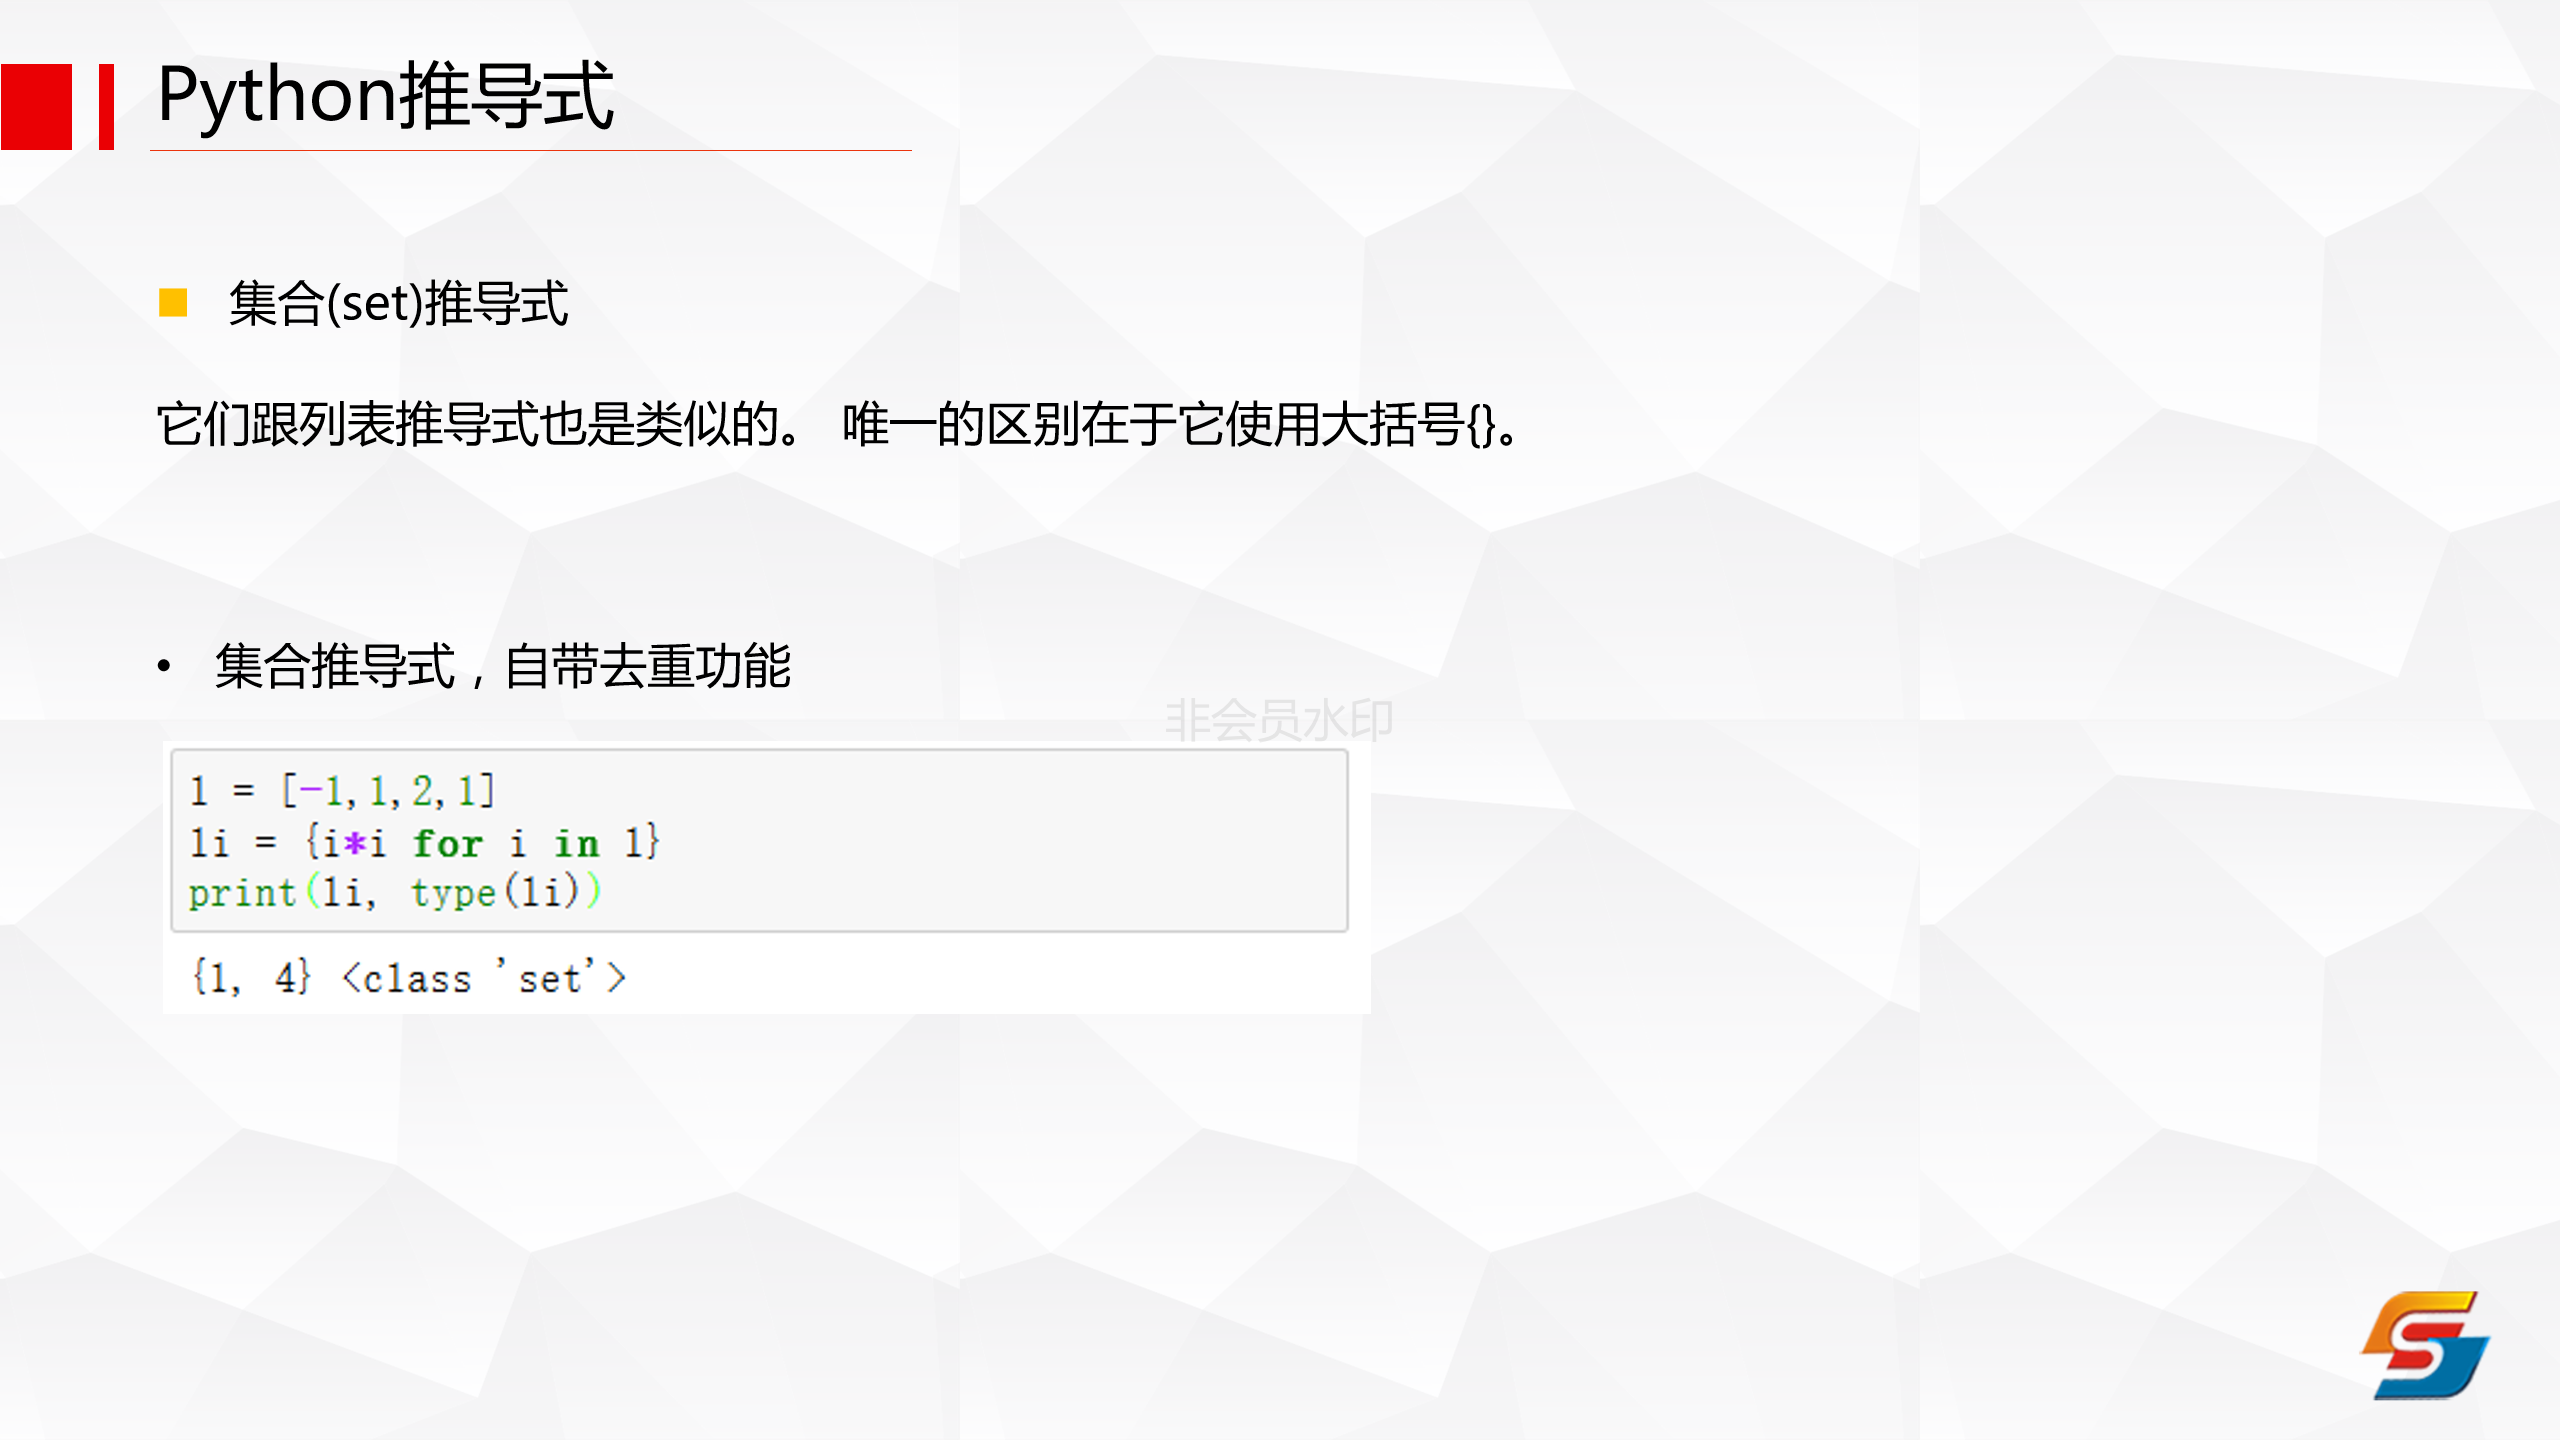 Python推导式
集合(set)推导式
它们跟列表推导式也是类似的。 唯一的区别在于它使用大括号{}。
• 集合推导式，自带去重功能
非会员水印
l = [-1,1,2,1]
li = {i*i for i in l}
print(li, type(li))
{1, 4} <class 'set'>